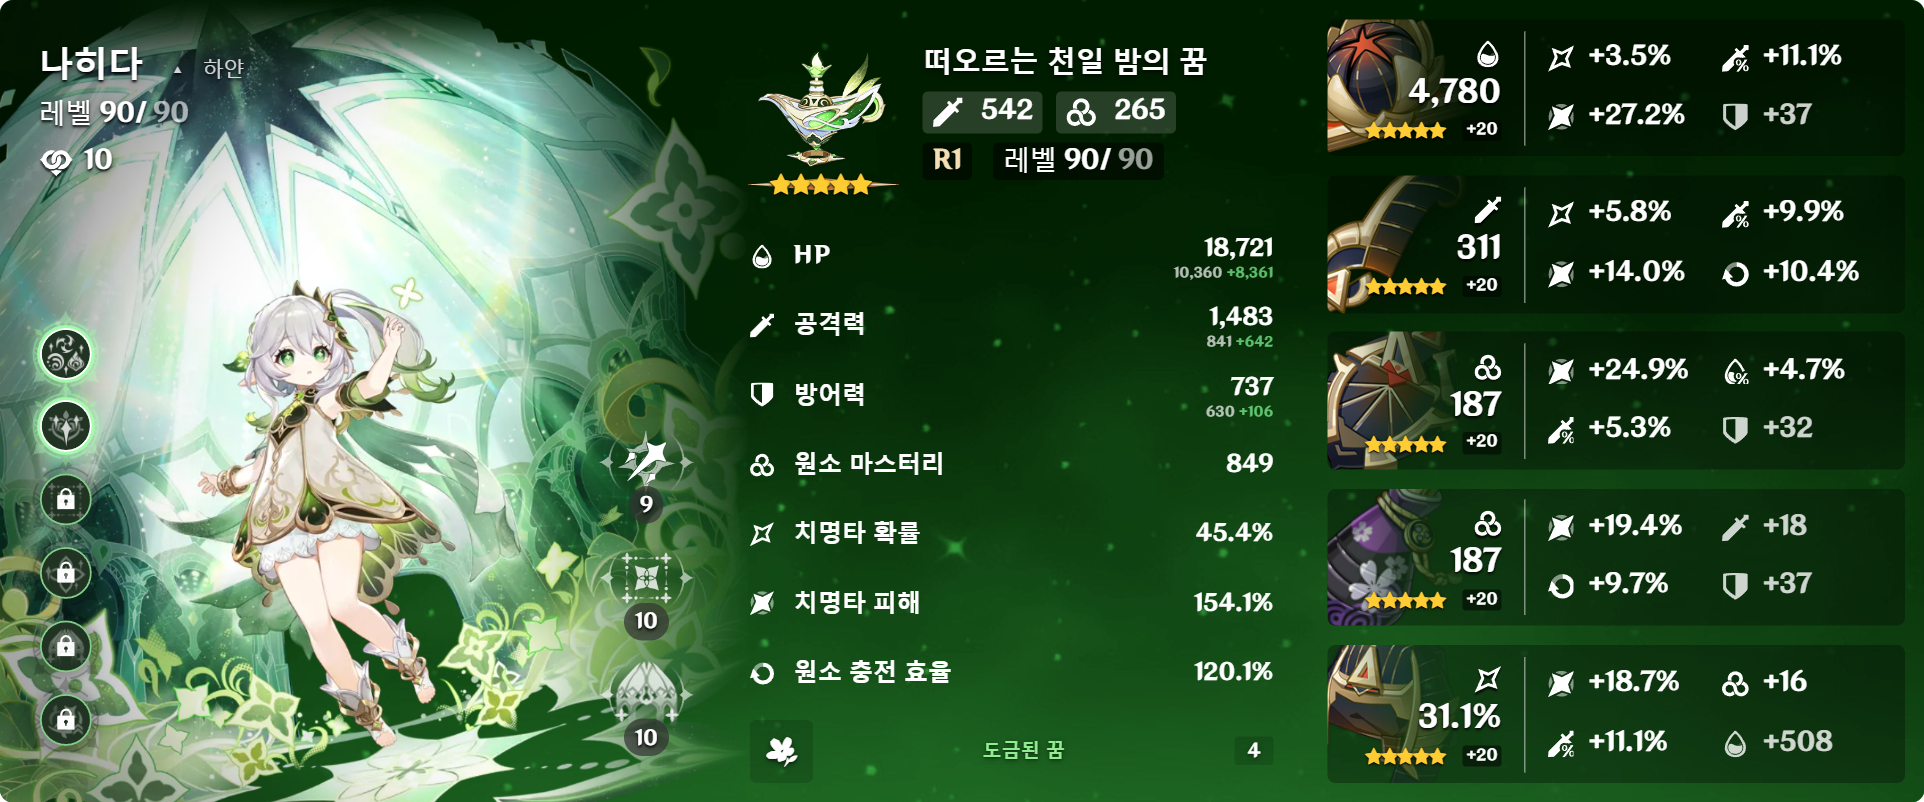 나히다 ▲ 하얀
레벨 90/ 90
10
9
10
10
떠오르는 천일 밤의 꿈
542 265
R1 레벨 90/ 90
HP 18,721
10,360 +8,361
공격력 1,483
841 +642
방어력 737
630 +106
원소 마스터리 849
치명타 확률 45.4%
치명타 피해 154.1%
원소 충전 효율 120.1%
도금된 꿈 4
4,780
+20
+3.5% +11.1%
+27.2% +37
311
+20
+5.8% +9.9%
+14.0% +10.4%
187
+20
+24.9% +4.7%
+5.3% +32
187
+20
+19.4% +18
+9.7% +37
31.1%
+20
+18.7% +16
+11.1% +508